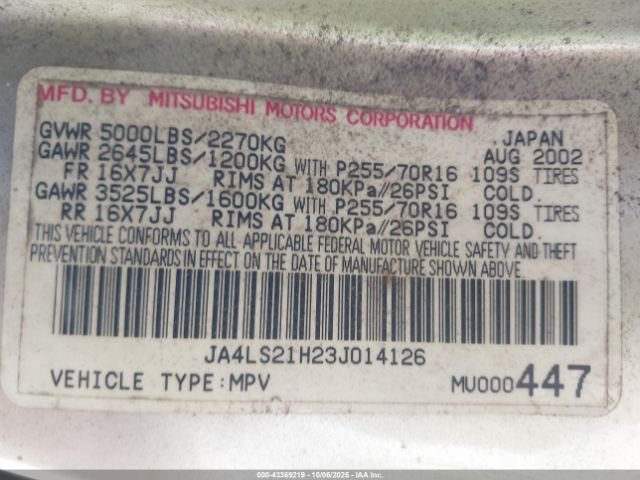 MFD. BY MITSUBISHI MOTORS CORPORATION
GVWR 5000LBS/2270KG JAPAN
GAWR 2645LBS/1200KG WITH P255/70R16 AUG 2002
FR 16X7JJ RIMS AT 180KPa//26PSI 109S TIRES COLD.
GAWR 3525LBS/1600KG WITH P255/70R16 109S TIRES
RR 16X7JJ RIMS AT 180KPa//26PSI COLD.
THIS VEHICLE CONFORMS TO ALL APPLICABLE FEDERAL MOTOR VEHICLE SAFETY AND THEFT
PREVENTION STANDARDS IN EFFECT ON THE DATE OF MANUFACTURE SHOWN ABOVE.
JA4LS21H23J014126
VEHICLE TYPE:MPV MU000447
000-43369219 - 10/06/2025 - IAA Inc.